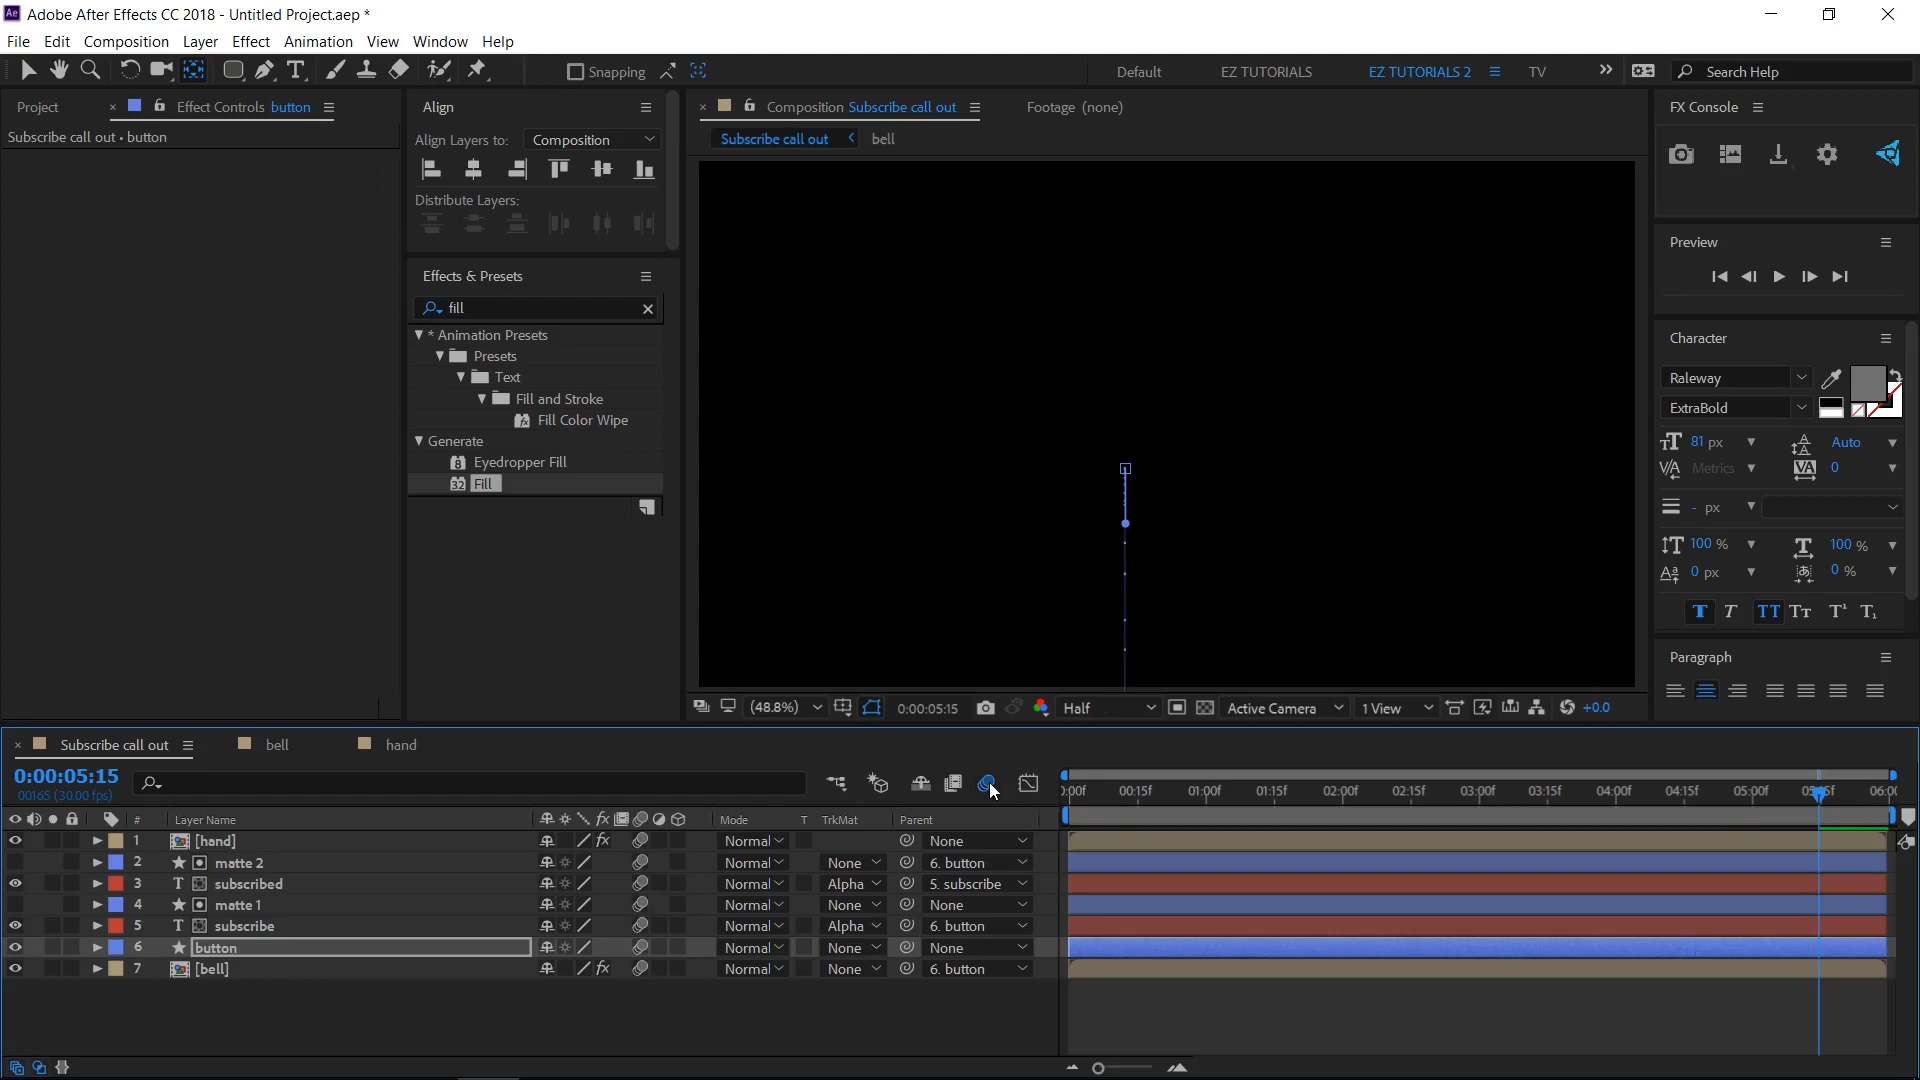 Adobe After Effects CC 2018 - Untitled Project.aep *
File Edit Composition Layer Effect Animation View Window Help
Snapping Default EZ TUTORIALS EZ TUTORIALS 2 TV Search Help
Project Effect Controls button
Subscribe call out • button
Align
Align Layers to: Composition
Distribute Layers:
Effects & Presets
fill
* Animation Presets
Presets
Text
Fill and Stroke
Fill Color Wipe
Generate
Eyedropper Fill
Fill
Composition Subscribe call out Footage (none)
Subscribe call out bell
(48.8%) 0:00:05:15 Half Active Camera 1 View +0.0
FX Console
Preview
Character
Raleway
ExtraBold
81 px Auto
Metrics 0
- px
100 % 100 %
0 px 0 %
T T TT Tt T¹ T₁
Paragraph
Subscribe call out bell hand
0:00:05:15
00165 (30.00 fps)
:00f 00:15f 01:00f 01:15f 02:00f 02:15f 03:00f 03:15f 04:00f 04:15f 05:00f 06:00
# Layer Name Mode T TrkMat Parent
1 [hand] Normal None
2 matte 2 Normal None 6. button
3 T subscribed Normal Alpha 5. subscribe
4 matte 1 Normal None None
5 T subscribe Normal Alpha 6. button
6 button Normal None None
7 [bell] Normal None 6. button